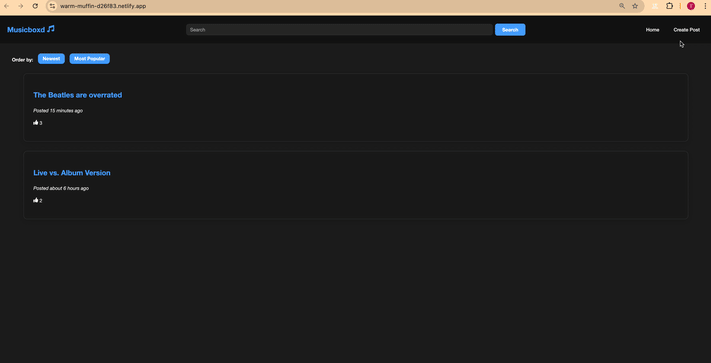 warm-muffin-d26f83.netlify.app
Musicboxd
Search
Search
Home
Create Post
Order by:
Newest
Most Popular
The Beatles are overrated
Posted 15 minutes ago
3
Live vs. Album Version
Posted about 6 hours ago
2